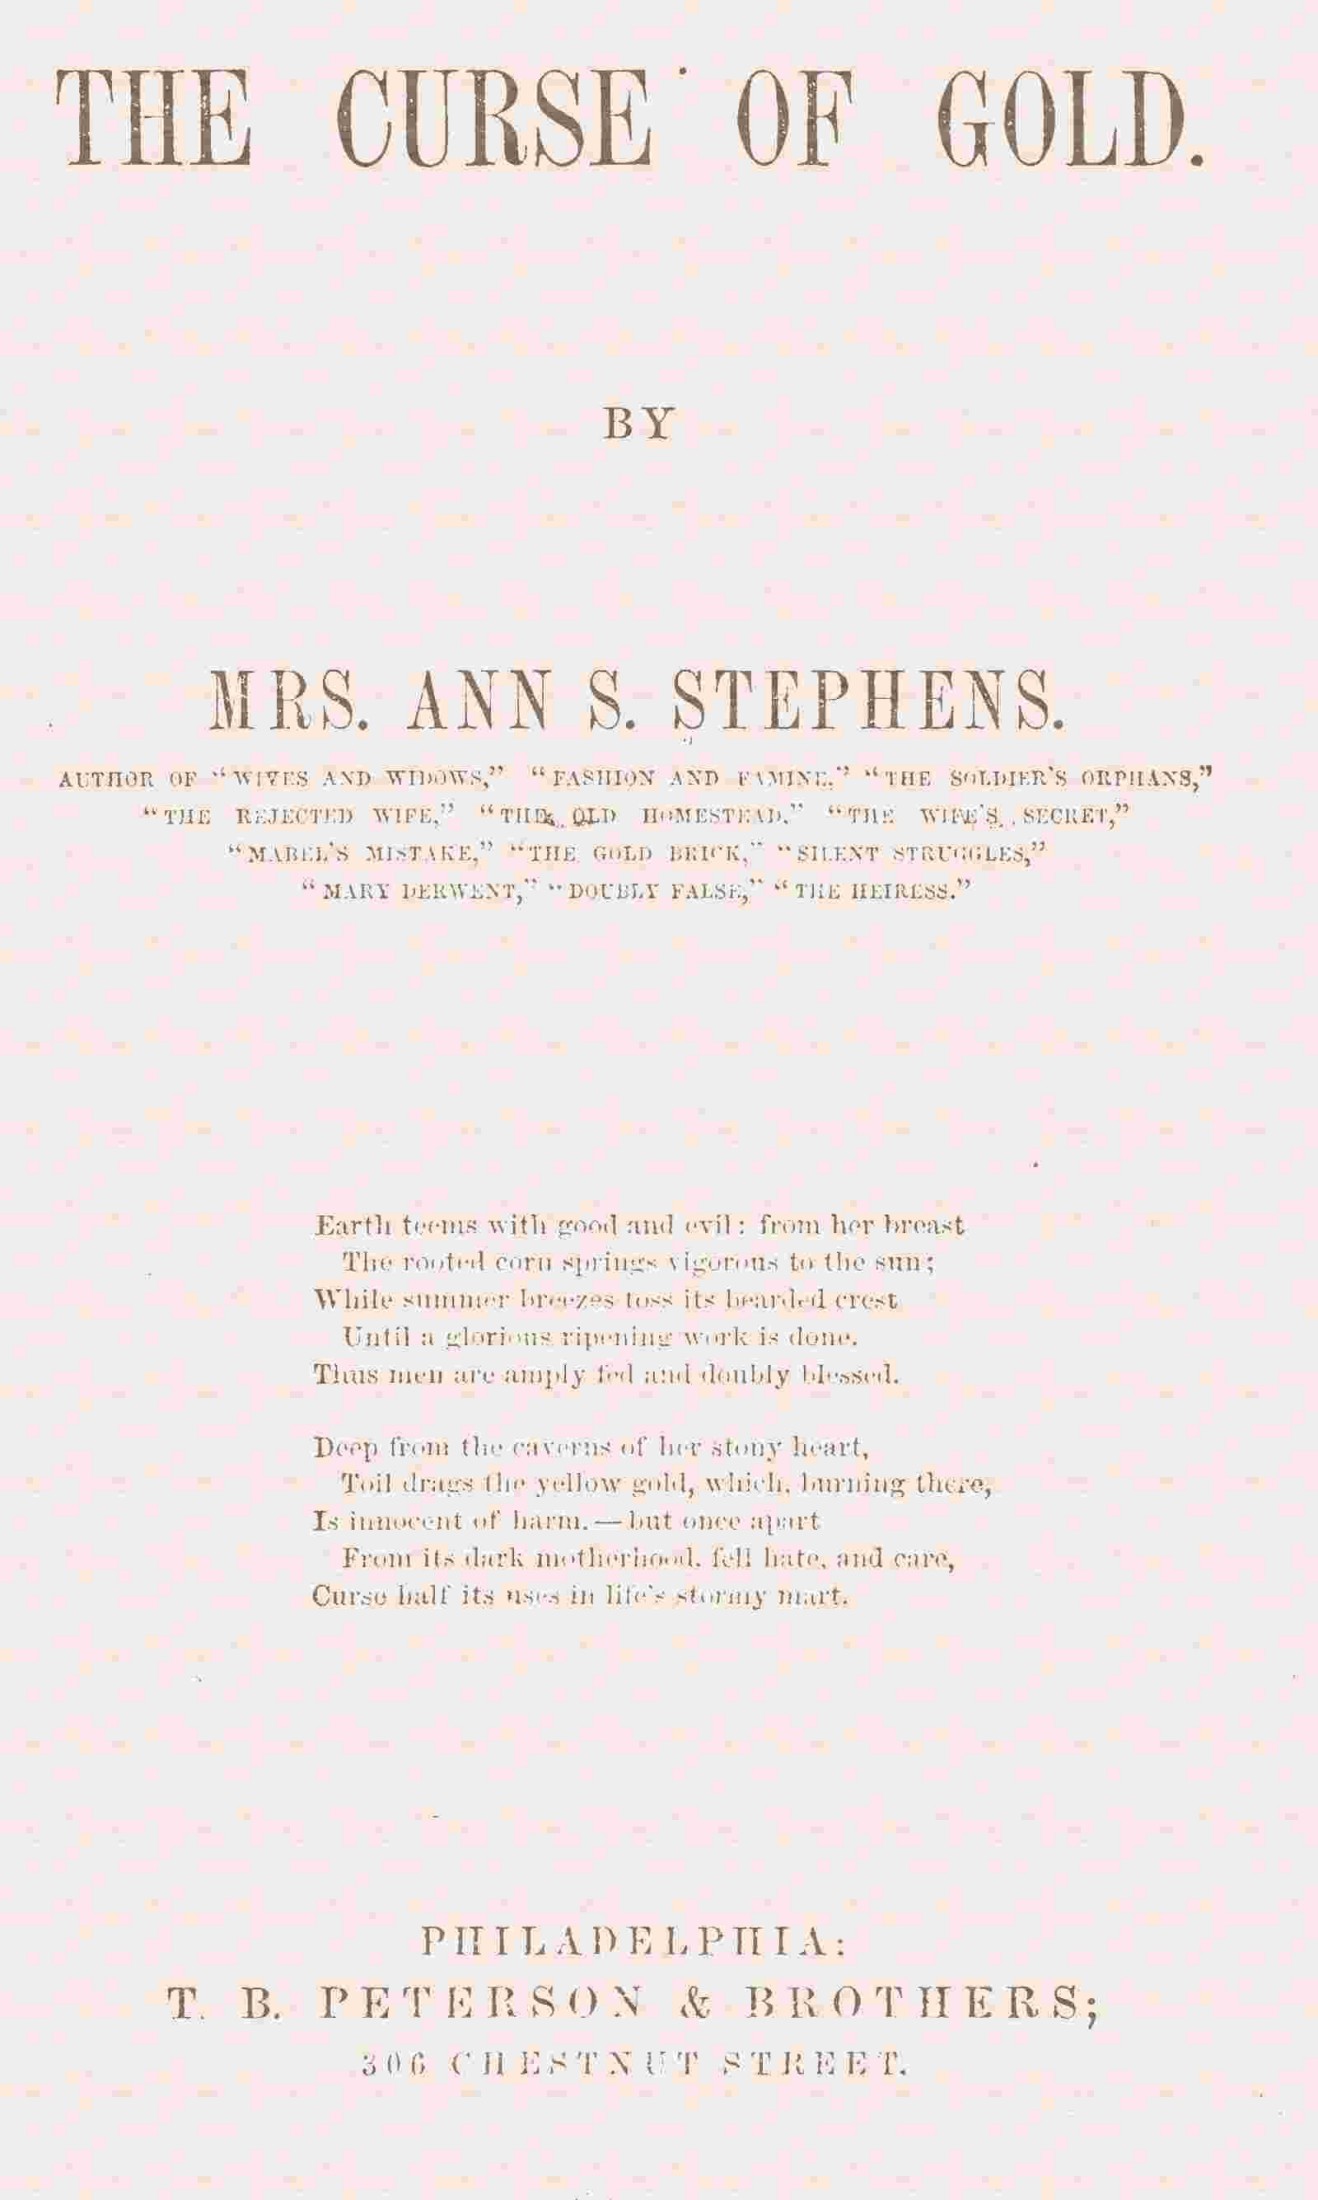 THE CURSE OF GOLD.
BY
MRS. ANN S. STEPHENS.
AUTHOR OF "WIVES AND WIDOWS," "FASHION AND FAMINE," "THE SOLDIER'S ORPHANS,"
"THE REJECTED WIFE," "THE OLD HOMESTEAD," "THE WIFE'S SECRET,"
"MABEL'S MISTAKE," "THE GOLD BRICK," "SILENT STRUGGLES,"
"MARY DERWENT," "DOUBLY FALSE," "THE HEIRESS."
Earth teems with good and evil: from her breast
The rooted corn springs vigorous to the sun;
While summer breezes toss its bearded crest
Until a glorious ripening work is done.
Thus men are amply fed and doubly blessed.
Deep from the caverns of her stony heart,
Toil drags the yellow gold, which, burning there,
Is innocent of harm.—but once apart
From its dark motherhood, fell hate, and care,
Curse half its uses in life's stormy mart.
PHILADELPHIA:
T. B. PETERSON & BROTHERS;
306 CHESTNUT STREET.